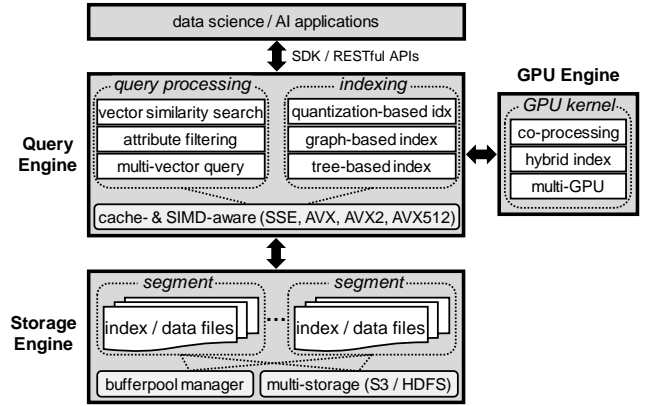 data science / AI applications
SDK / RESTful APIs
Query
Engine
query processing
vector similarity search
attribute filtering
multi-vector query
indexing
quantization-based idx
graph-based index
tree-based index
cache- & SIMD-aware (SSE, AVX, AVX2, AVX512)
GPU Engine
GPU kernel
co-processing
hybrid index
multi-GPU
Storage
Engine
segment
index / data files
...
segment
index / data files
bufferpool manager
multi-storage (S3 / HDFS)